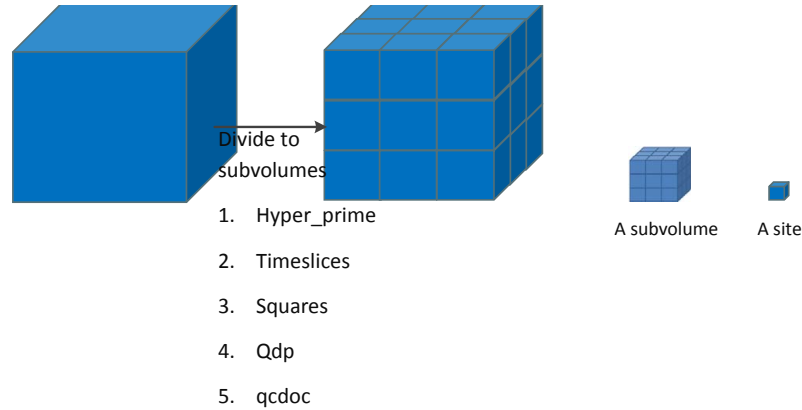 Divide to
subvolumes
1. Hyper_prime
2. Timeslices
3. Squares
4. Qdp
5. qcdoc
A subvolume
A site